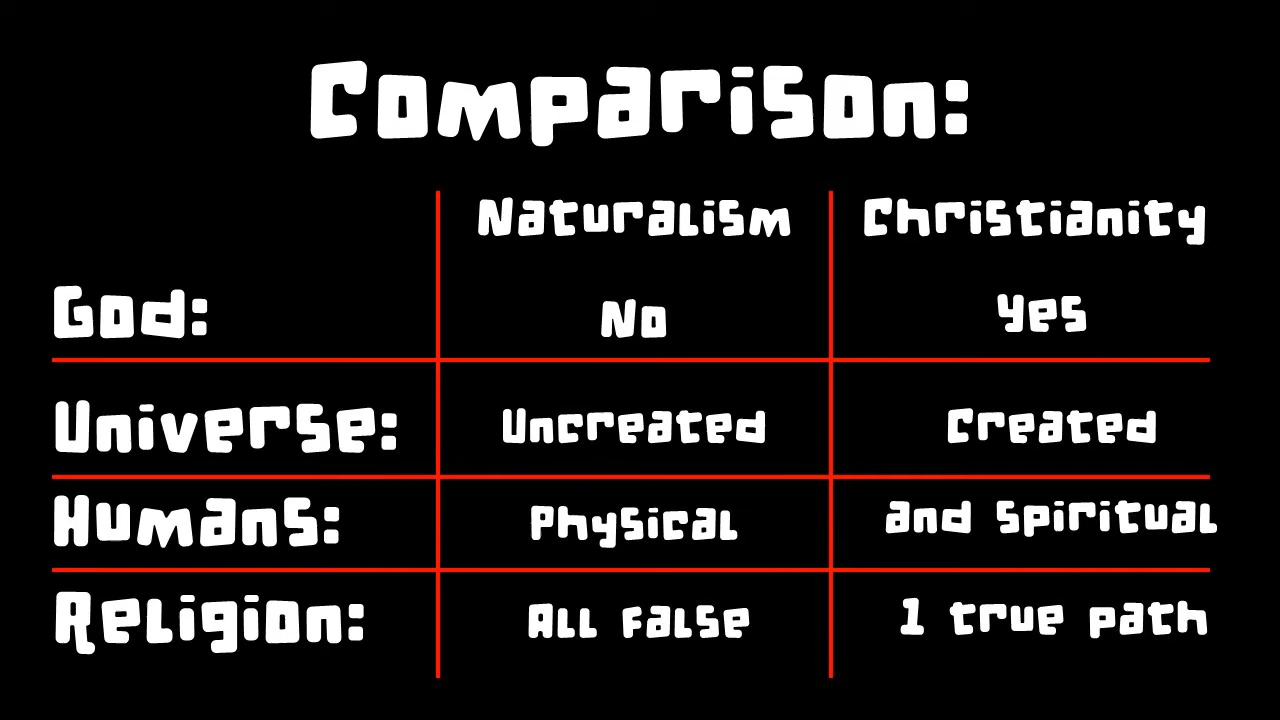 Comparison:
Naturalism Christianity
God: No Yes
Universe: Uncreated Created
Humans: Physical and Spiritual
Religion: All False 1 true path